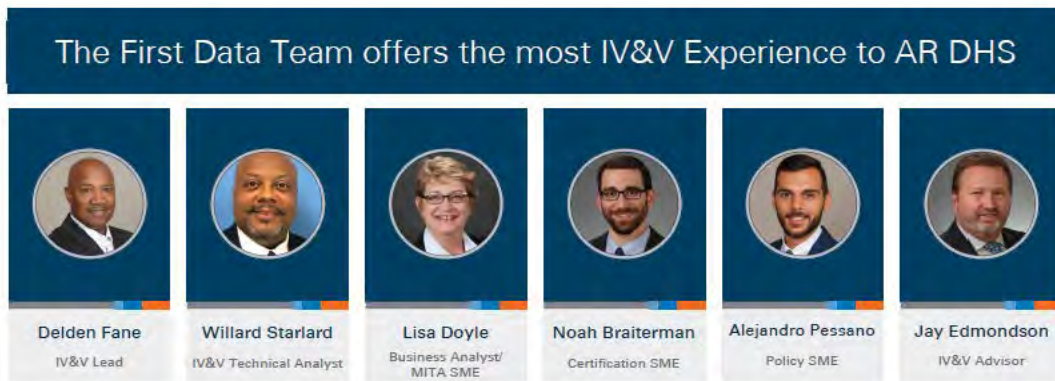 The First Data Team offers the most IV&V Experience to AR DHS
Delden Fane
IV&V Lead
Willard Starlard
IV&V Technical Analyst
Lisa Doyle
Business Analyst/
MITA SME
Noah Braiterman
Certification SME
Alejandro Pessano
Policy SME
Jay Edmondson
IV&V Advisor